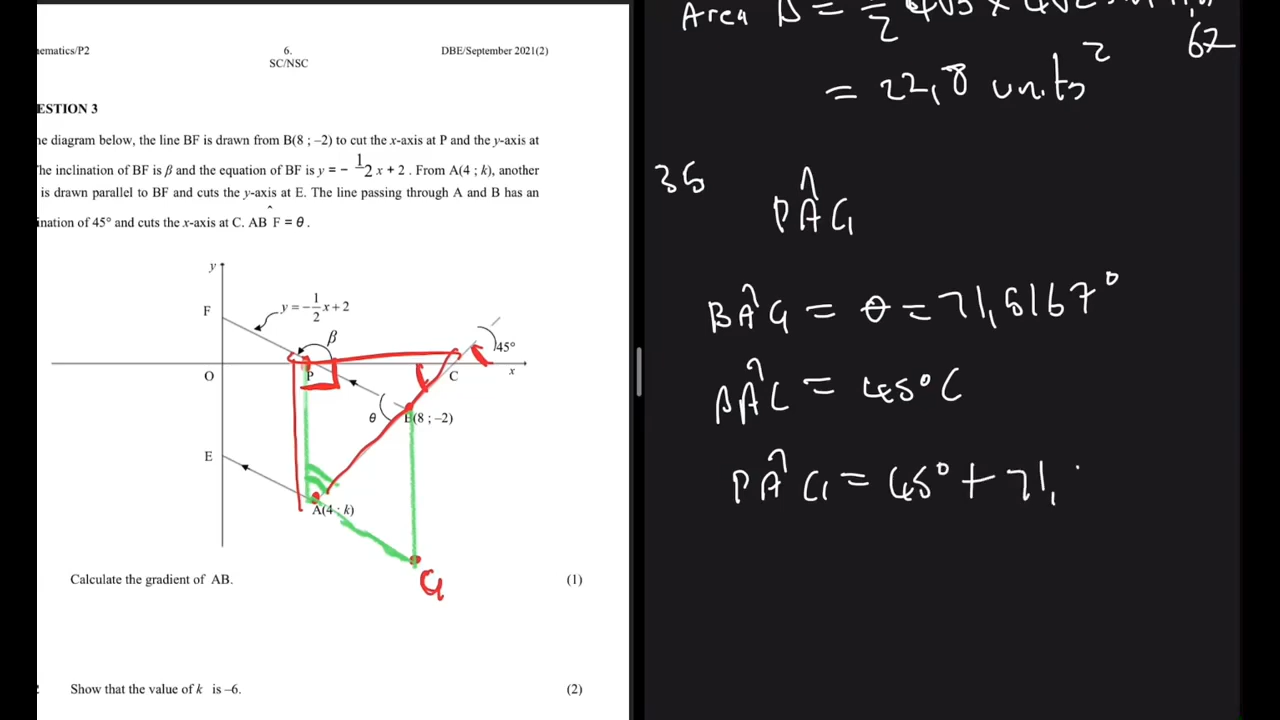 ematics/P2
6.
SC/NSC
DBE/September 2021(2)
ESTION 3
e diagram below, the line BF is drawn from B(8 ; –2) to cut the x-axis at P and the y-axis at
he inclination of BF is β and the equation of BF is y = – 1/2 x + 2 . From A(4 ; k), another
is drawn parallel to BF and cuts the y-axis at E. The line passing through A and B has an
nation of 45° and cuts the x-axis at C. AB̂F = θ .
y
F
y = –1/2 x + 2
β
45°
O
P
C
x
θ
B(8 ; –2)
E
A(4 ; k)
G
Calculate the gradient of AB.
(1)
Show that the value of k is –6.
(2)
Area
= 22,8 units²
62
35
PÂG
BÂG = θ = 71,5167°
= 45°C
PÂG = 45° + 71,